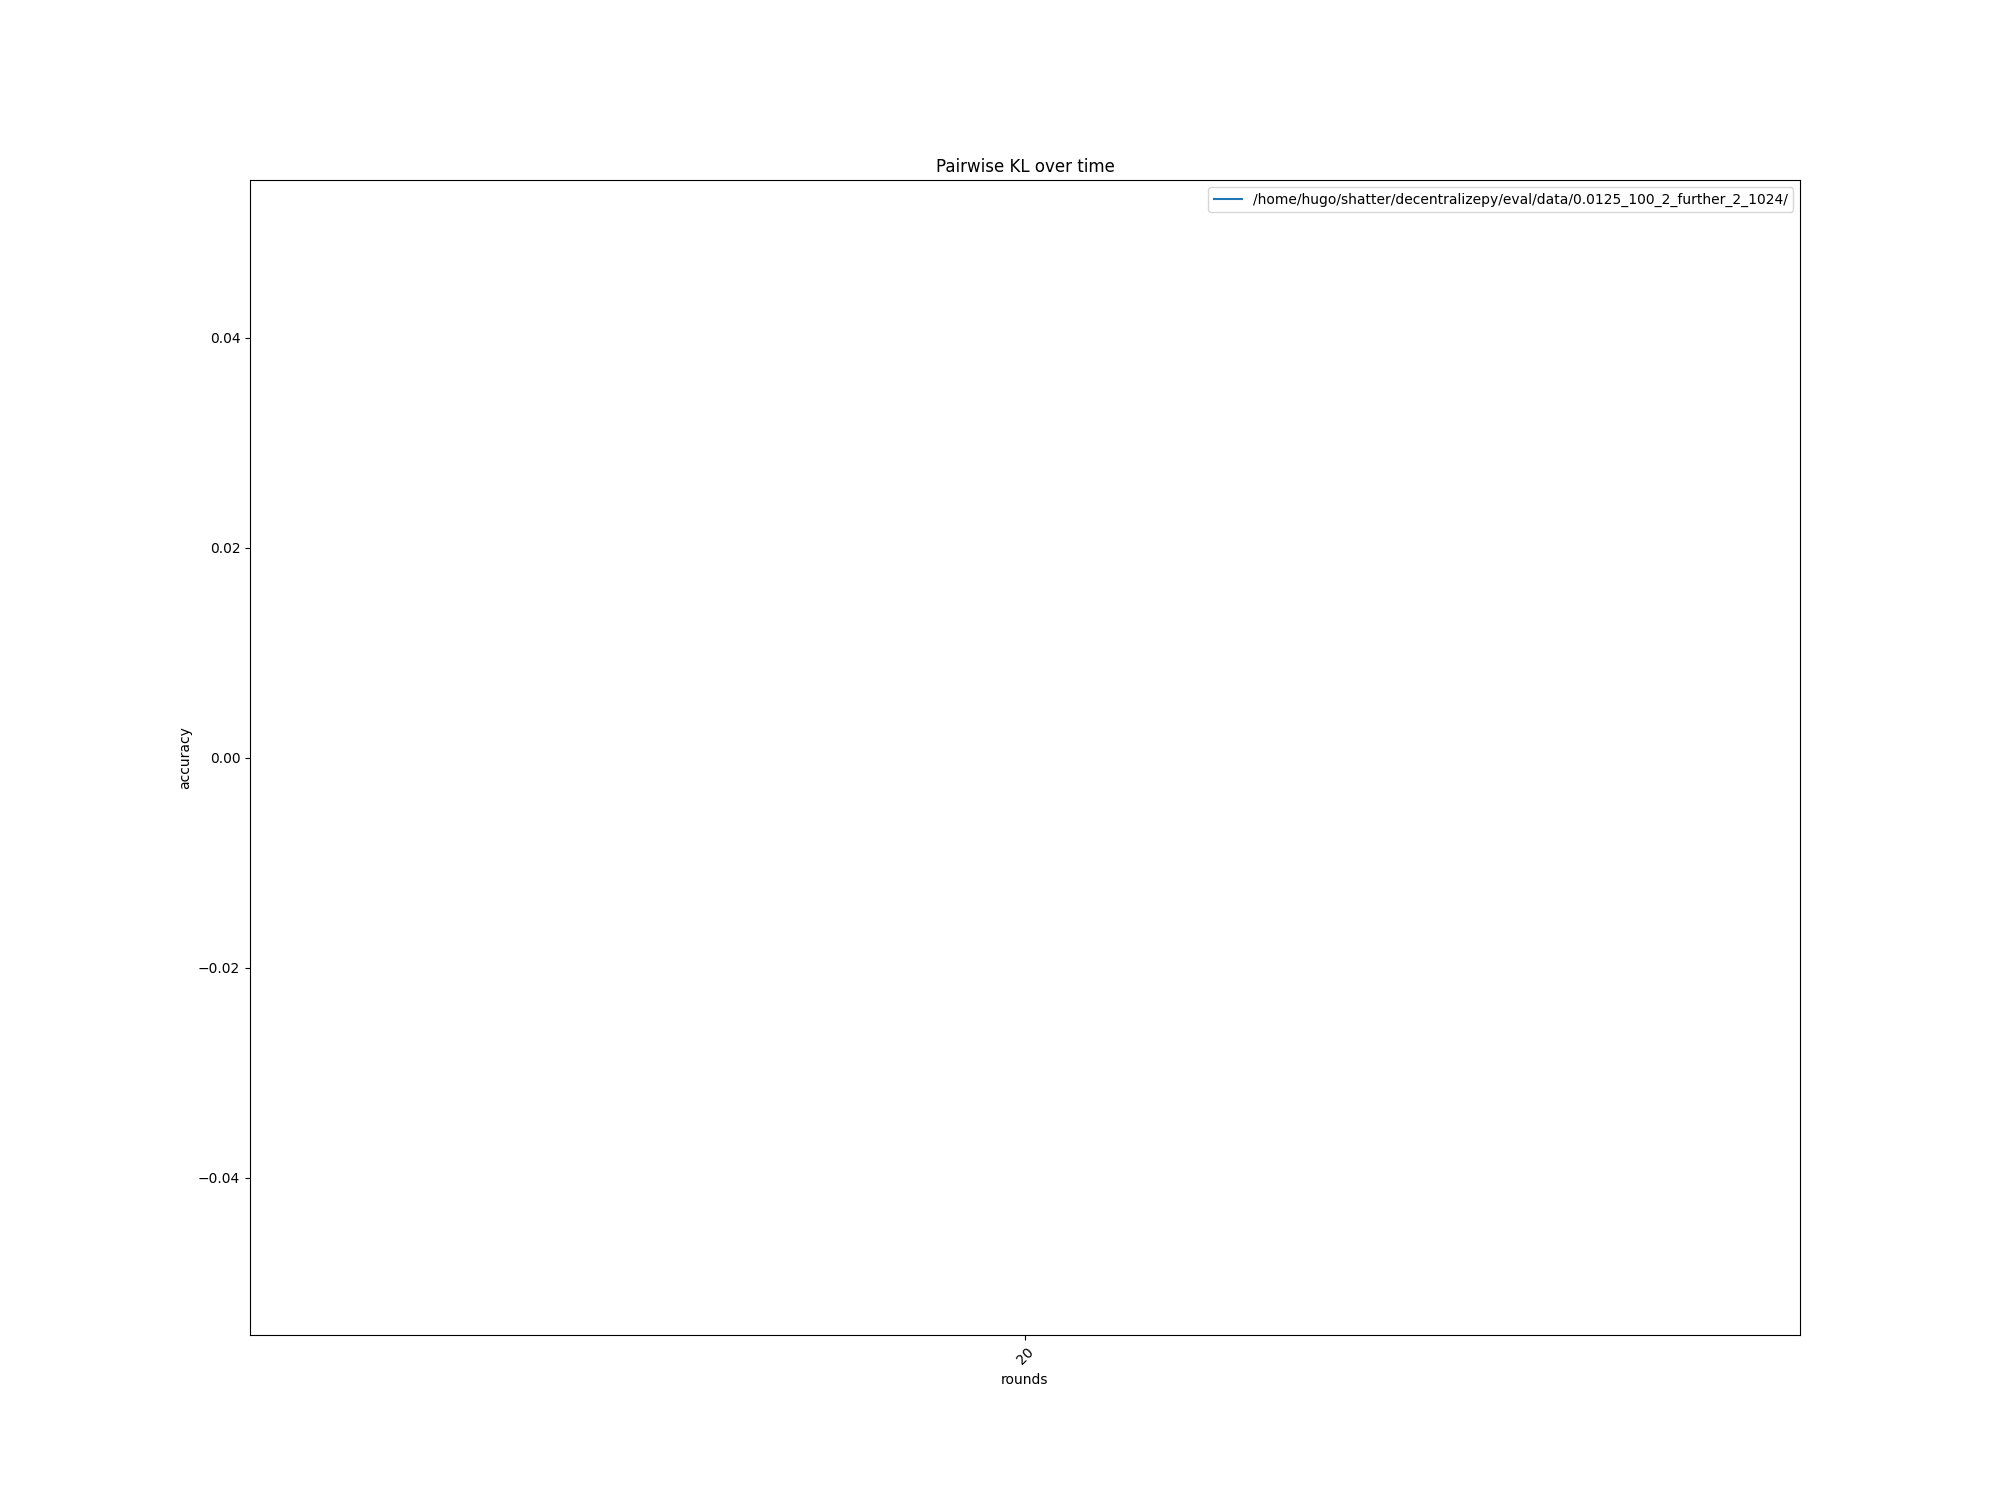 Pairwise KL over time
/home/hugo/shatter/decentralizepy/eval/data/0.0125_100_2_further_2_1024/
0.04
0.02
0.00
−0.02
−0.04
accuracy
20
rounds